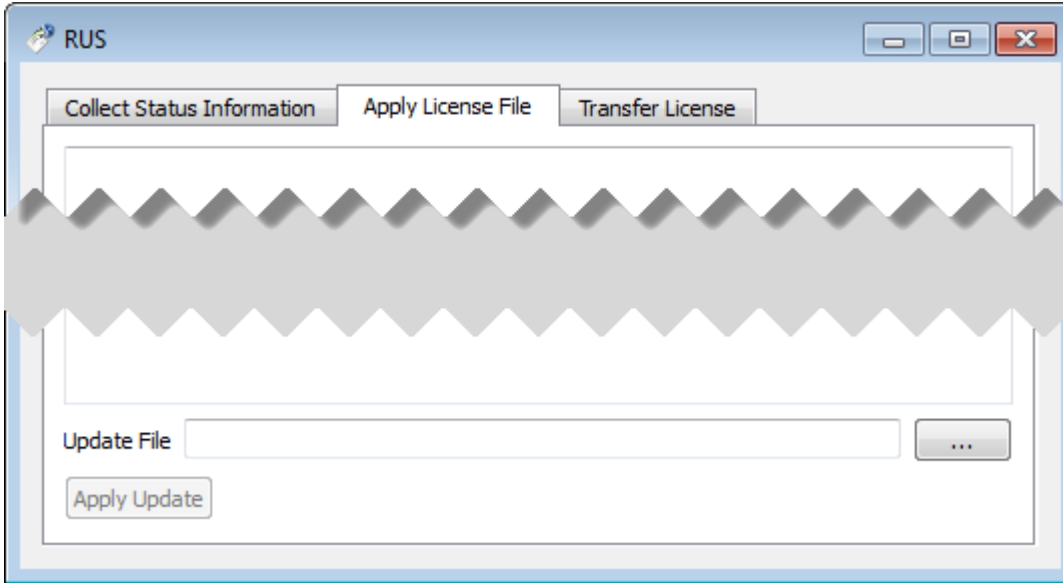 RUS
Collect Status Information Apply License File Transfer License
Update File ...
Apply Update